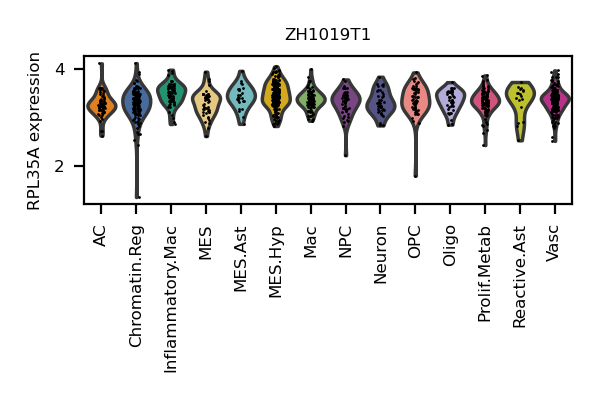 ZH1019T1
RPL35A expression
4
2
AC
Chromatin.Reg
Inflammatory.Mac
MES
MES.Ast
MES.Hyp
Mac
NPC
Neuron
OPC
Oligo
Prolif.Metab
Reactive.Ast
Vasc